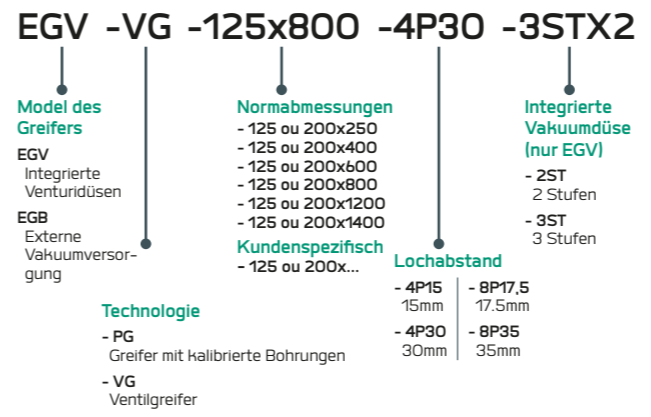 EGV -VG -125x800 -4P30 -3STX2
Model des
Greifers
EGV
Integrierte
Venturidüsen
EGB
Externe
Vakuumversor-
gung
Technologie
- PG
Greifer mit kalibrierte Bohrungen
- VG
Ventilgreifer
Normabmessungen
- 125 ou 200x250
- 125 ou 200x400
- 125 ou 200x600
- 125 ou 200x800
- 125 ou 200x1200
- 125 ou 200x1400
Kundenspezifisch
- 125 ou 200x...
Lochabstand
- 4P15
15mm
- 4P30
30mm
- 8P17,5
17.5mm
- 8P35
35mm
Integrierte
Vakuumdüse
(nur EGV)
- 2ST
2 Stufen
- 3ST
3 Stufen